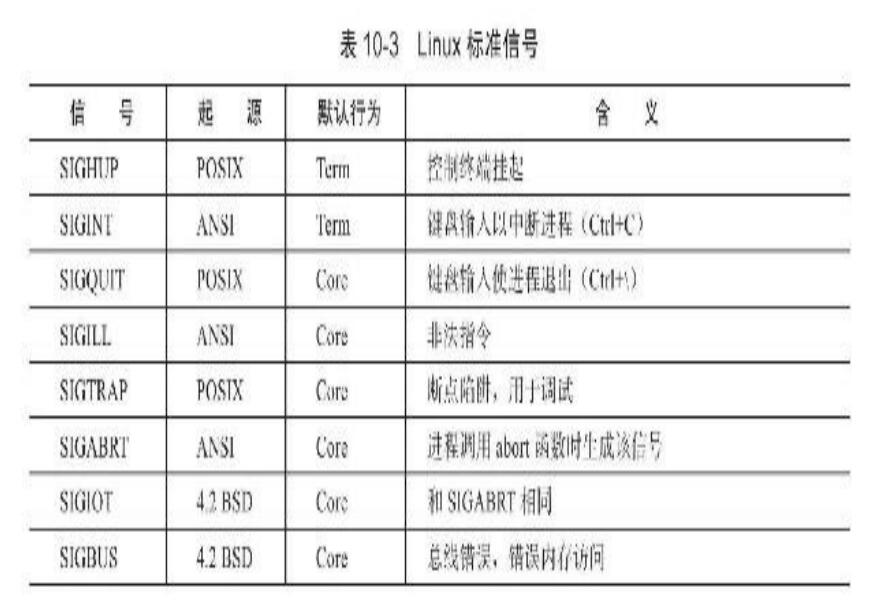 表 10-3 Linux 标准信号
信 号 起 源 默认行为 含 义
SIGHUP POSIX Term 控制终端挂起
SIGINT ANSI Term 键盘输入以中断进程（Ctrl+C）
SIGQUIT POSIX Core 键盘输入使进程退出（Ctrl+\）
SIGILL ANSI Core 非法指令
SIGTRAP POSIX Core 断点陷阱，用于调试
SIGABRT ANSI Core 进程调用 abort 函数时生成该信号
SIGIOT 4.2 BSD Core 和 SIGABRT 相同
SIGBUS 4.2 BSD Core 总线错误，错误内存访问